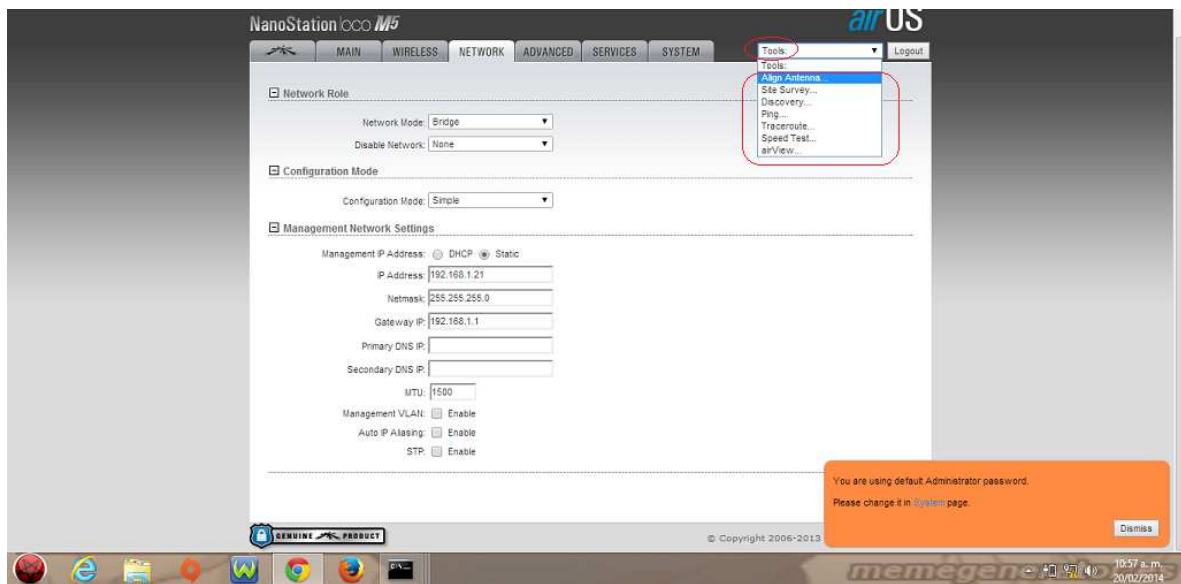 NanoStation loco M5
airOS
MAIN WIRELESS NETWORK ADVANCED SERVICES SYSTEM
Tools: Logout
Tools:
Align Antenna...
Site Survey...
Discovery...
Ping...
Traceroute...
Speed Test...
airView...
Network Role
Network Mode: Bridge
Disable Network: None
Configuration Mode
Configuration Mode: Simple
Management Network Settings
Management IP Address: DHCP Static
IP Address: 192.168.1.21
Netmask: 255.255.255.0
Gateway IP: 192.168.1.1
Primary DNS IP:
Secondary DNS IP:
MTU: 1500
Management VLAN: Enable
Auto IP Aliasing: Enable
STP: Enable
You are using default Administrator password.
Please change it in System page.
Dismiss
GENUINE PRODUCT
© Copyright 2006-2013
10:57 a. m.
20/02/2014